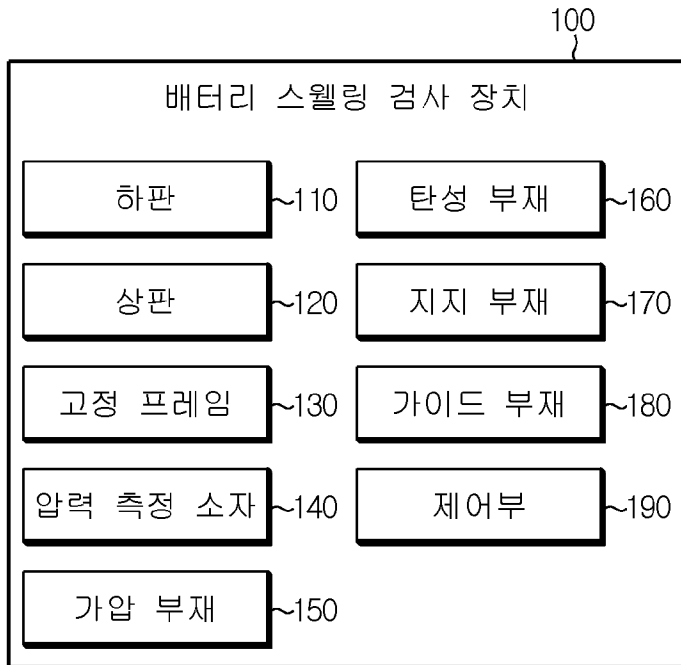 100
배터리 스웰링 검사 장치
하판 110
탄성 부재 160
상판 120
지지 부재 170
고정 프레임 130
가이드 부재 180
압력 측정 소자 140
제어부 190
가압 부재 150